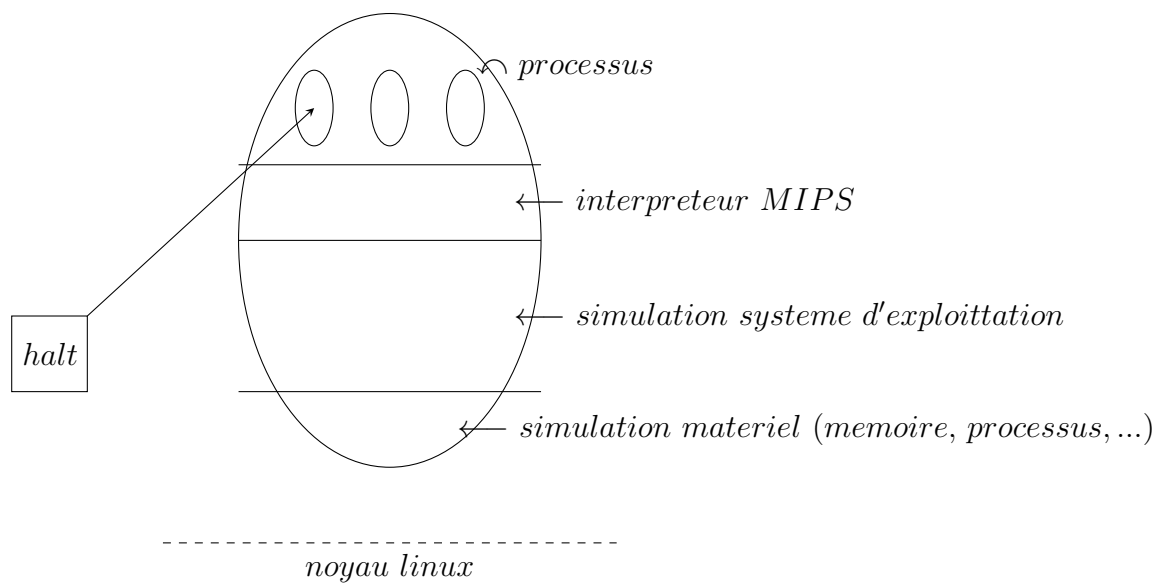 processus
interpreteur MIPS
simulation systeme d'exploittation
halt
simulation materiel (memoire, processus, ...)
noyau linux